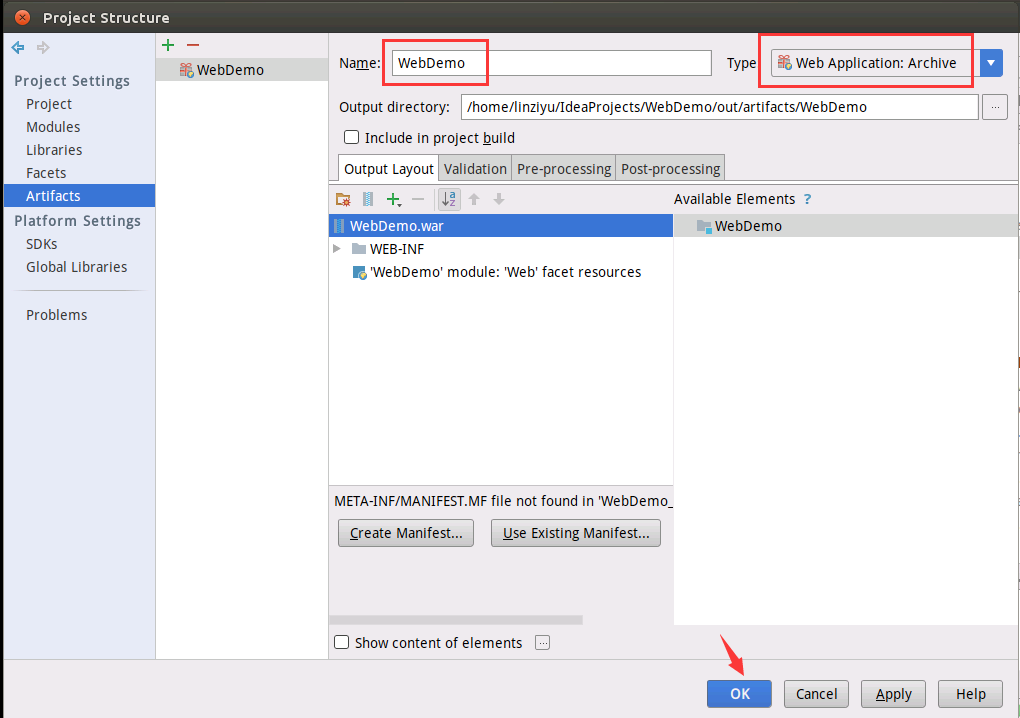 Project Structure
Project Settings
Project
Modules
Libraries
Facets
Artifacts
Platform Settings
SDKs
Global Libraries
Problems
WebDemo
Name: WebDemo
Type Web Application: Archive
Output directory: /home/linziyu/IdeaProjects/WebDemo/out/artifacts/WebDemo ...
Include in project build
Output Layout Validation Pre-processing Post-processing
Available Elements ?
WebDemo.war
WEB-INF
'WebDemo' module: 'Web' facet resources
WebDemo
META-INF/MANIFEST.MF file not found in 'WebDemo_
Create Manifest... Use Existing Manifest...
Show content of elements ...
OK Cancel Apply Help